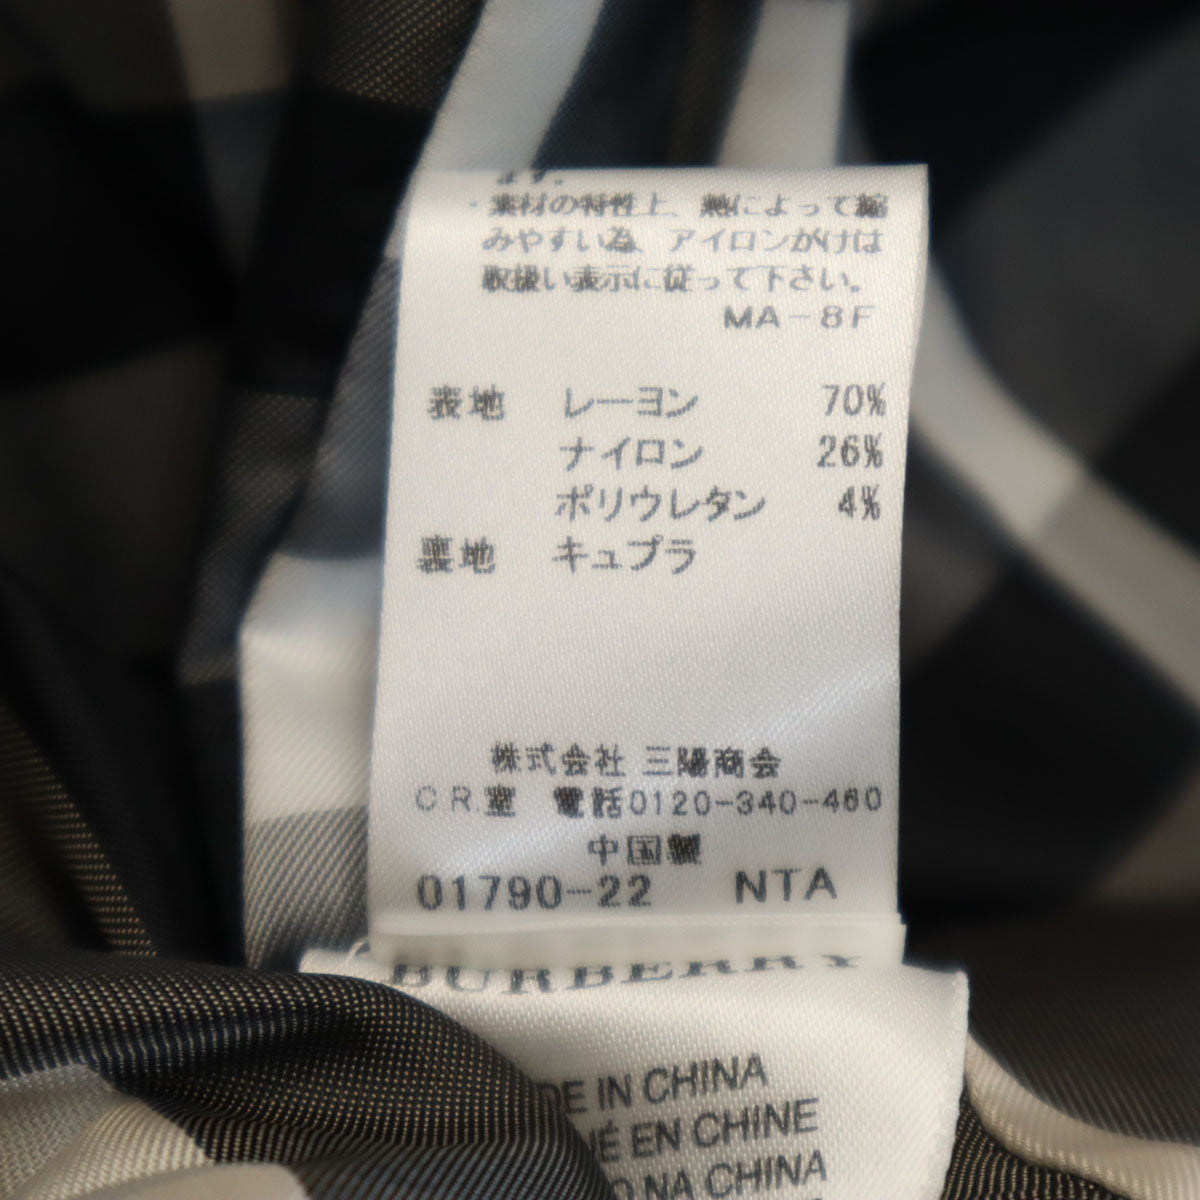 ます。
・素材の特性上、熱によって縮
みやすい為、アイロンがけは
取扱い表示に従って下さい。
MA-8F
表地 レーヨン 70%
ナイロン 26%
ポリウレタン 4%
裏地 キュプラ
株式会社 三陽商会
C.R.室 電話0120-340-460
中国製
01790-22 NTA
BURBERRY
DE IN CHINA
É EN CHINE
O NA CHINA